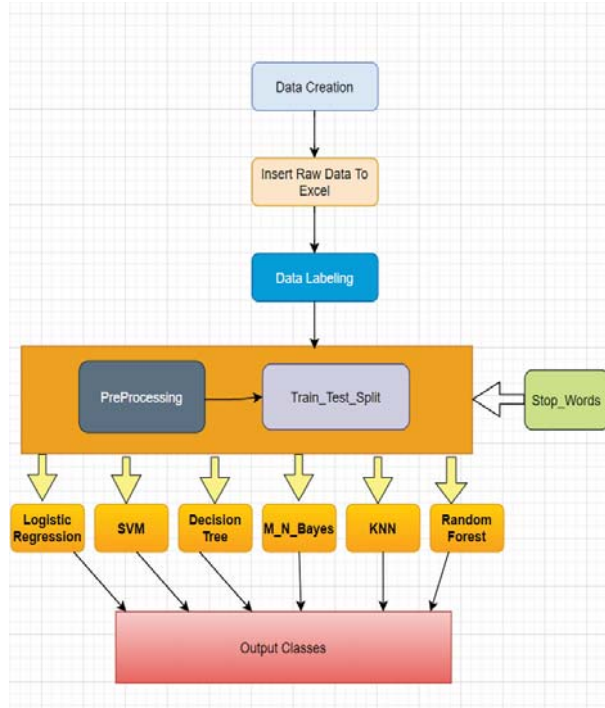 Data Creation
Insert Raw Data To
Excel
Data Labeling
PreProcessing
Train_Test_Split
Stop_Words
Logistic
Regression
SVM
Decision
Tree
M_N_Bayes
KNN
Random
Forest
Output Classes